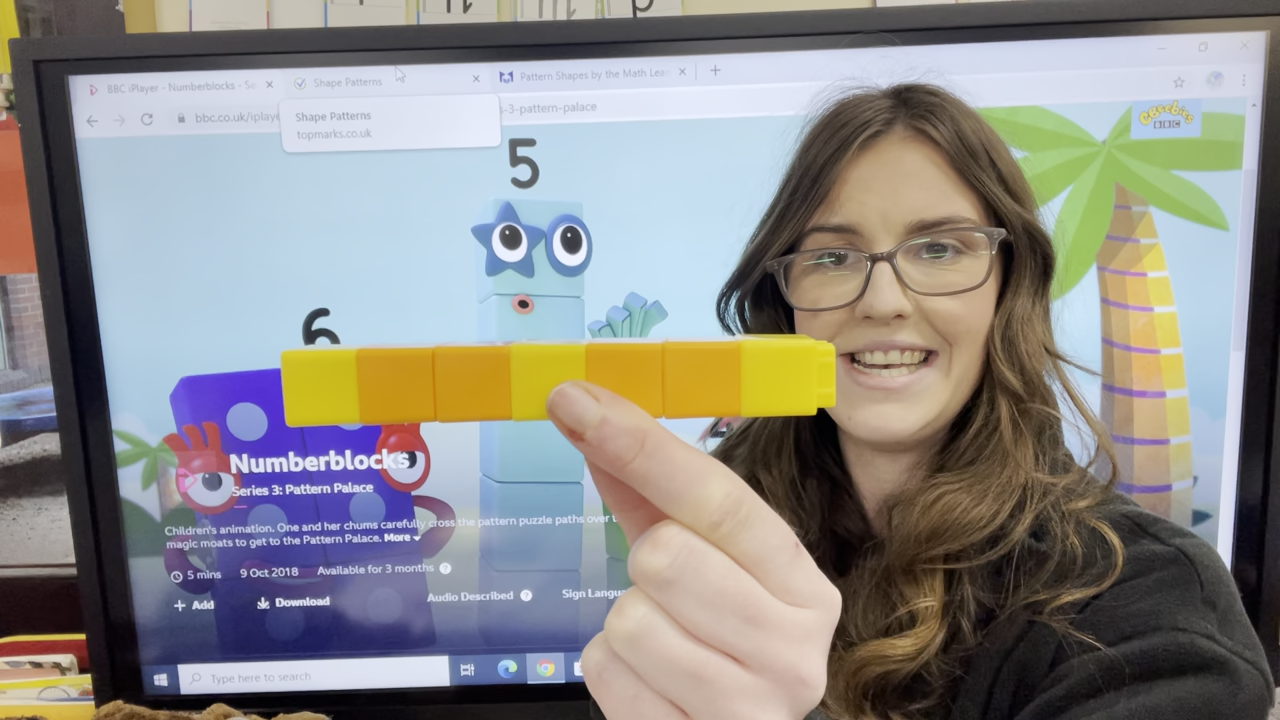 n
m
p
BBC iPlayer - Numberblocks - Se
Shape Patterns
Pattern Shapes by the Math Lea
Shape Patterns
topmarks.co.uk
bbc.co.uk/iplaye
-3-pattern-palace
CBeebies
BBC
5
6
Numberblocks
Series 3: Pattern Palace
Children's animation. One and her chums carefully cross the pattern puzzle paths over
magic moats to get to the Pattern Palace. More
5 mins 9 Oct 2018 Available for 3 months ?
+ Add Download Audio Described ? Sign Langua
Type here to search